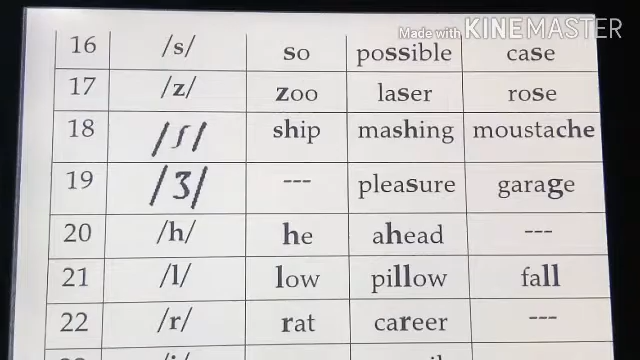 Made with KINEMASTER
16 /s/ so possible case
17 /z/ zoo laser rose
18 /ʃ/ ship mashing moustache
19 /ʒ/ --- pleasure garage
20 /h/ he ahead ---
21 /l/ low pillow fall
22 /r/ rat career ---